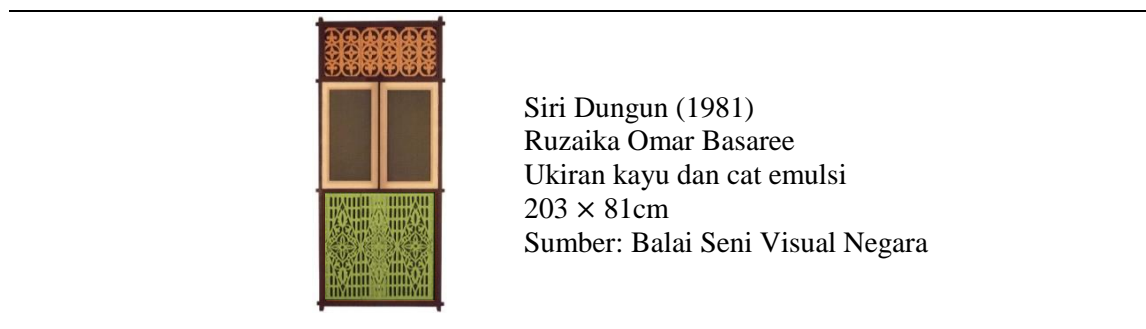 Siri Dungun (1981)
Ruzaika Omar Basaree
Ukiran kayu dan cat emulsi
203 × 81cm
Sumber: Balai Seni Visual Negara